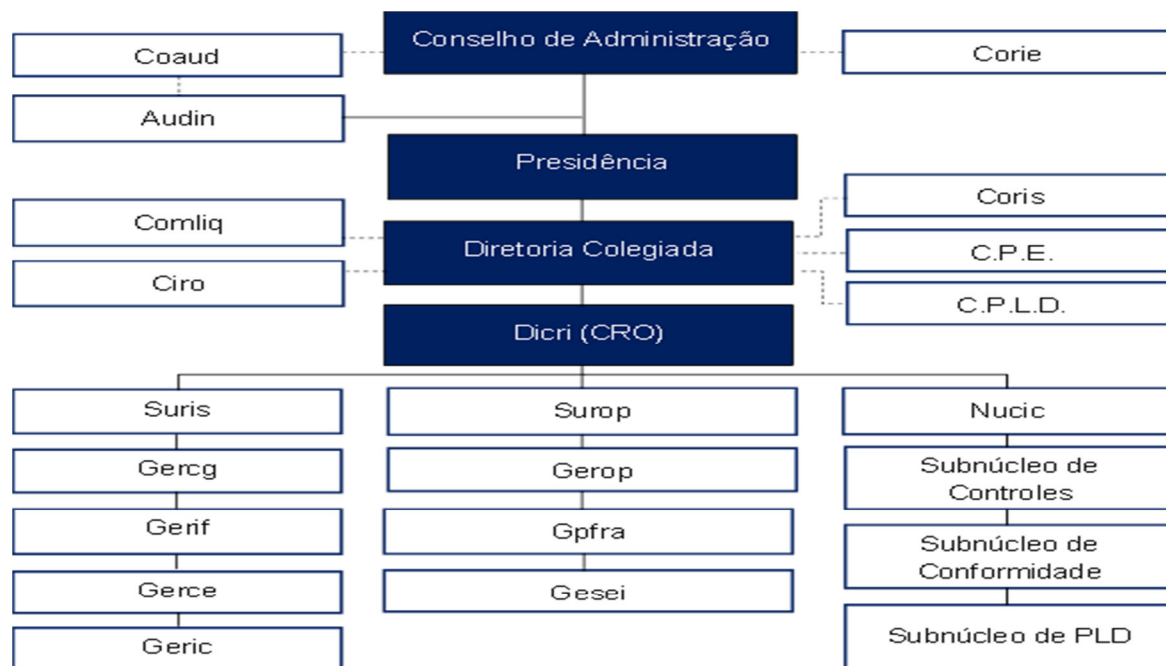 Conselho de Administração
Coaud
Corie
Audin
Presidência
Comliq
Coris
Diretoria Colegiada
C.P.E.
Ciro
C.P.L.D.
Dicri (CRO)
Suris
Surop
Nucic
Gercg
Gerop
Subnúcleo de
Controles
Gerif
Gpfra
Subnúcleo de
Conformidade
Gerce
Gesei
Geric
Subnúcleo de PLD